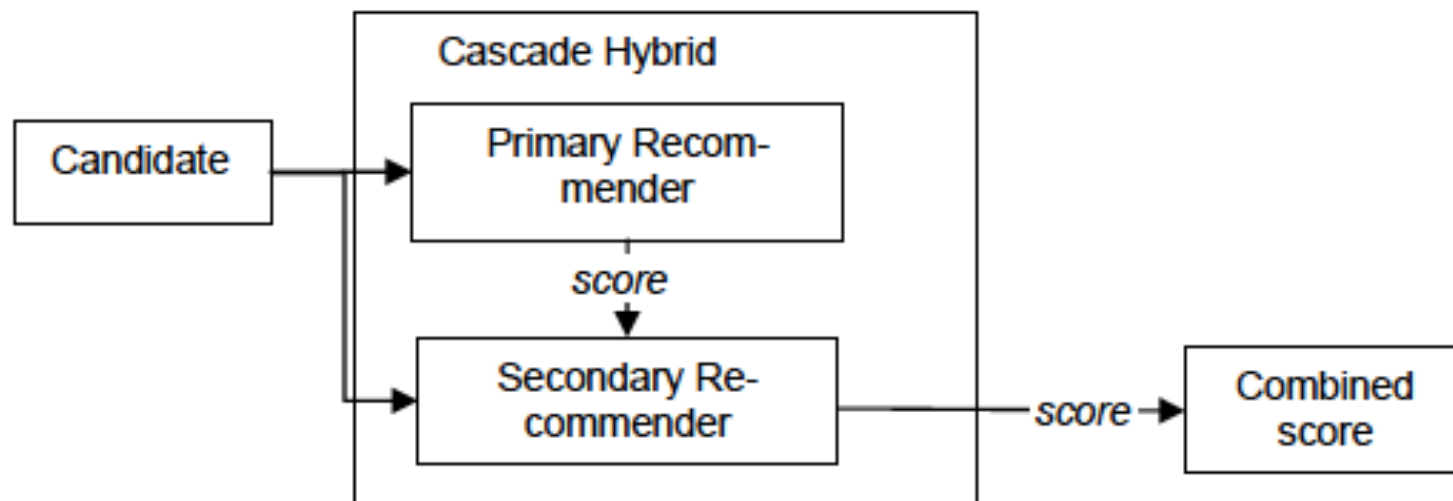 Cascade Hybrid
Candidate
Primary Recom-
mender
score
Secondary Re-
commender
score
Combined
score